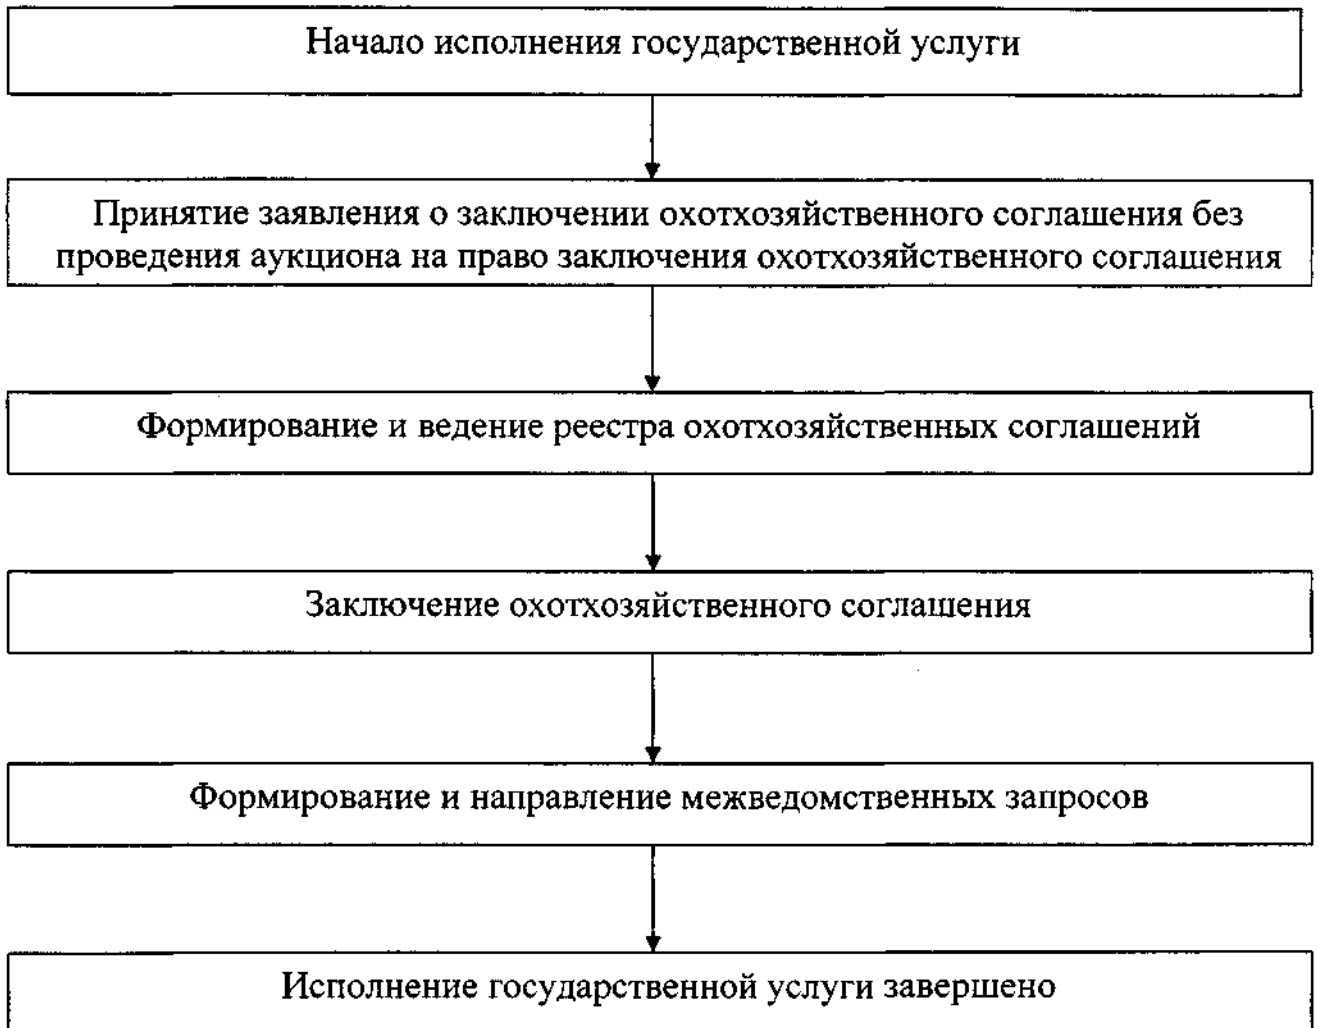 Начало исполнения государственной услуги
Принятие заявления о заключении охотхозяйственного соглашения без
проведения аукциона на право заключения охотхозяйственного соглашения
Формирование и ведение реестра охотхозяйственных соглашений
Заключение охотхозяйственного соглашения
Формирование и направление межведомственных запросов
Исполнение государственной услуги завершено